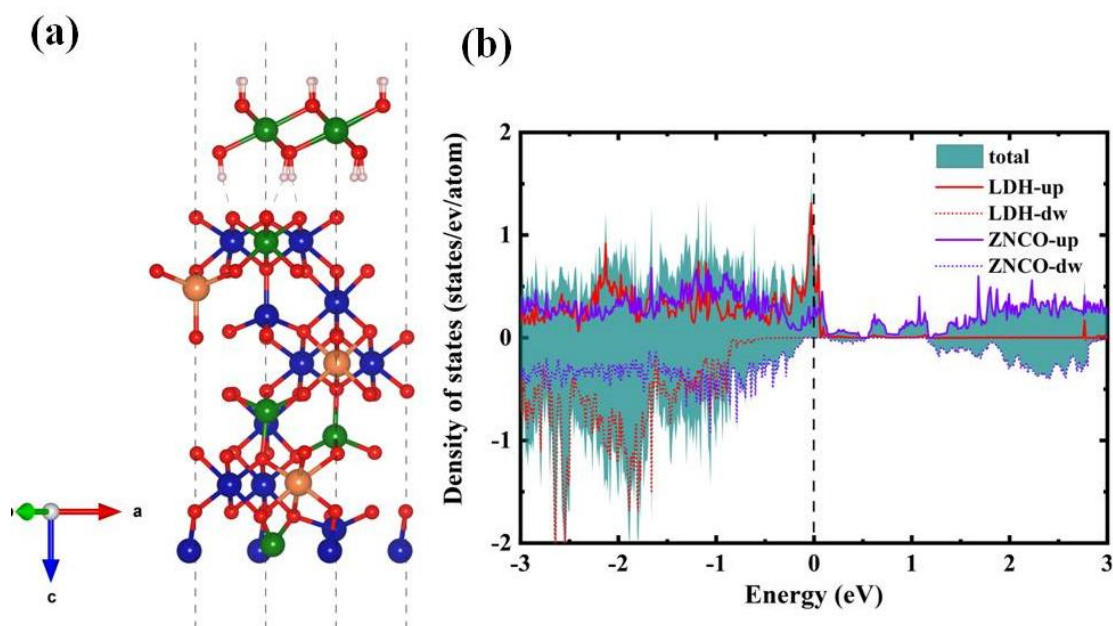 (a)
a
c
(b)
Density of states (states/ev/atom)
2
1
0
-1
-2
total
LDH-up
LDH-dw
ZNCO-up
ZNCO-dw
-3 -2 -1 0 1 2 3
Energy (eV)